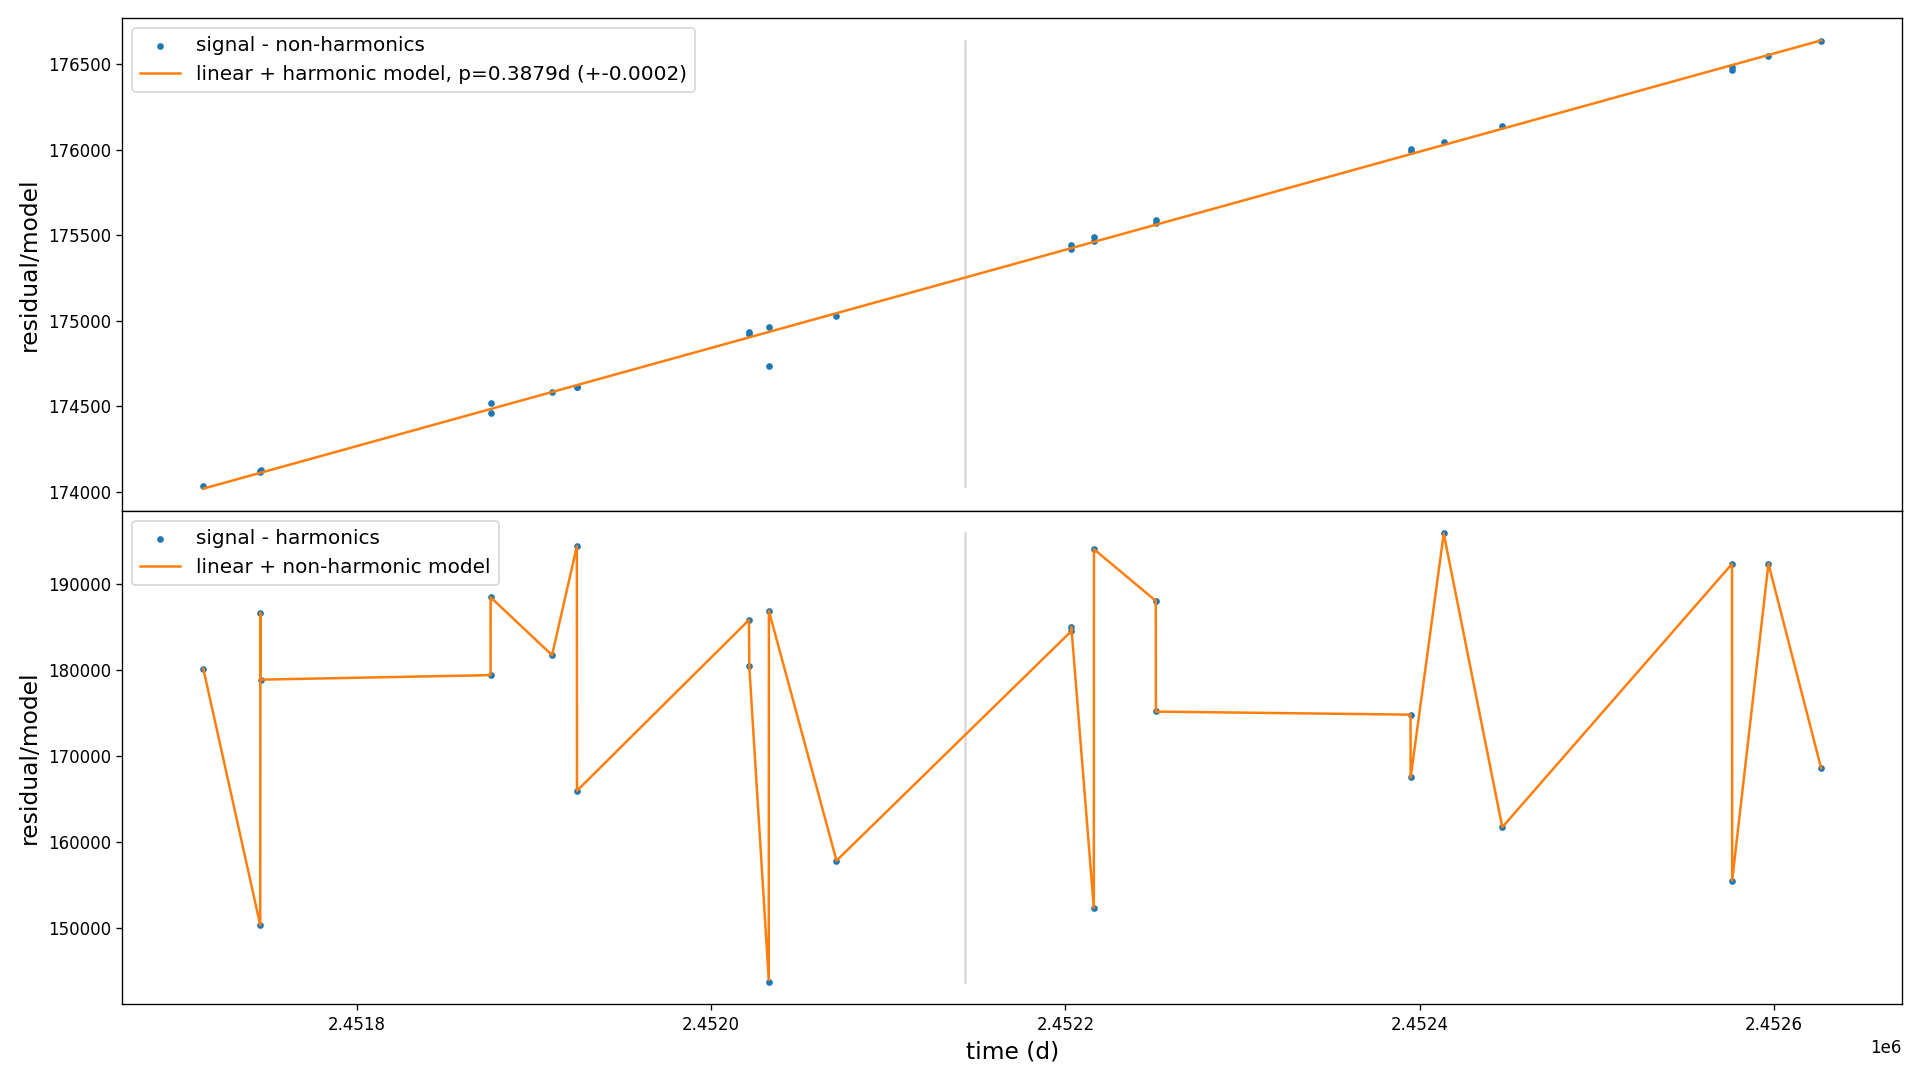 signal - non-harmonics
linear + harmonic model, p=0.3879d (+-0.0002)
176500
176000
175500
175000
174500
174000
residual/model
signal - harmonics
linear + non-harmonic model
190000
180000
170000
160000
150000
residual/model
2.4518 2.4520 2.4522 2.4524 2.4526
time (d)
1e6